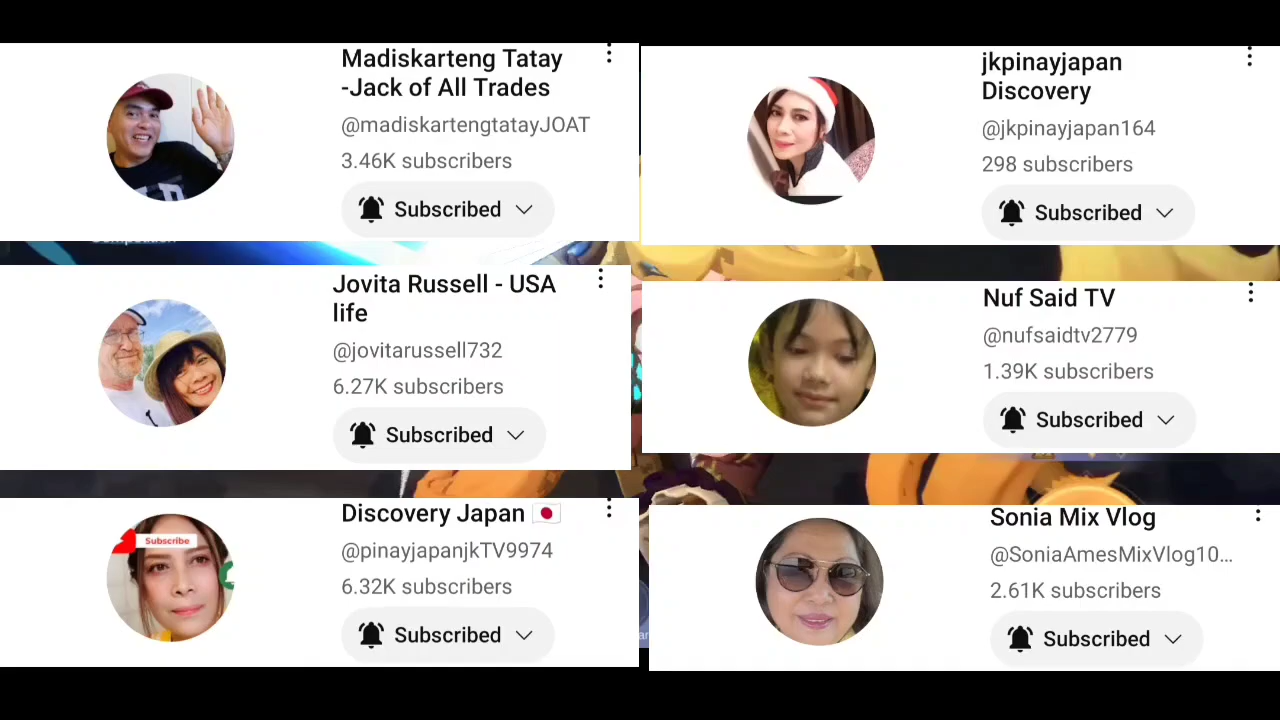 Madiskarteng Tatay
-Jack of All Trades
@madiskartengtatayJOAT
3.46K subscribers
Subscribed
jkpinayjapan
Discovery
@jkpinayjapan164
298 subscribers
Subscribed
Jovita Russell - USA
life
@jovitarussell732
6.27K subscribers
Subscribed
Nuf Said TV
@nufsaidtv2779
1.39K subscribers
Subscribed
Discovery Japan 🇯🇵
@pinayjapanjkTV9974
6.32K subscribers
Subscribed
Subscribe
Sonia Mix Vlog
@SoniaAmesMixVlog10...
2.61K subscribers
Subscribed